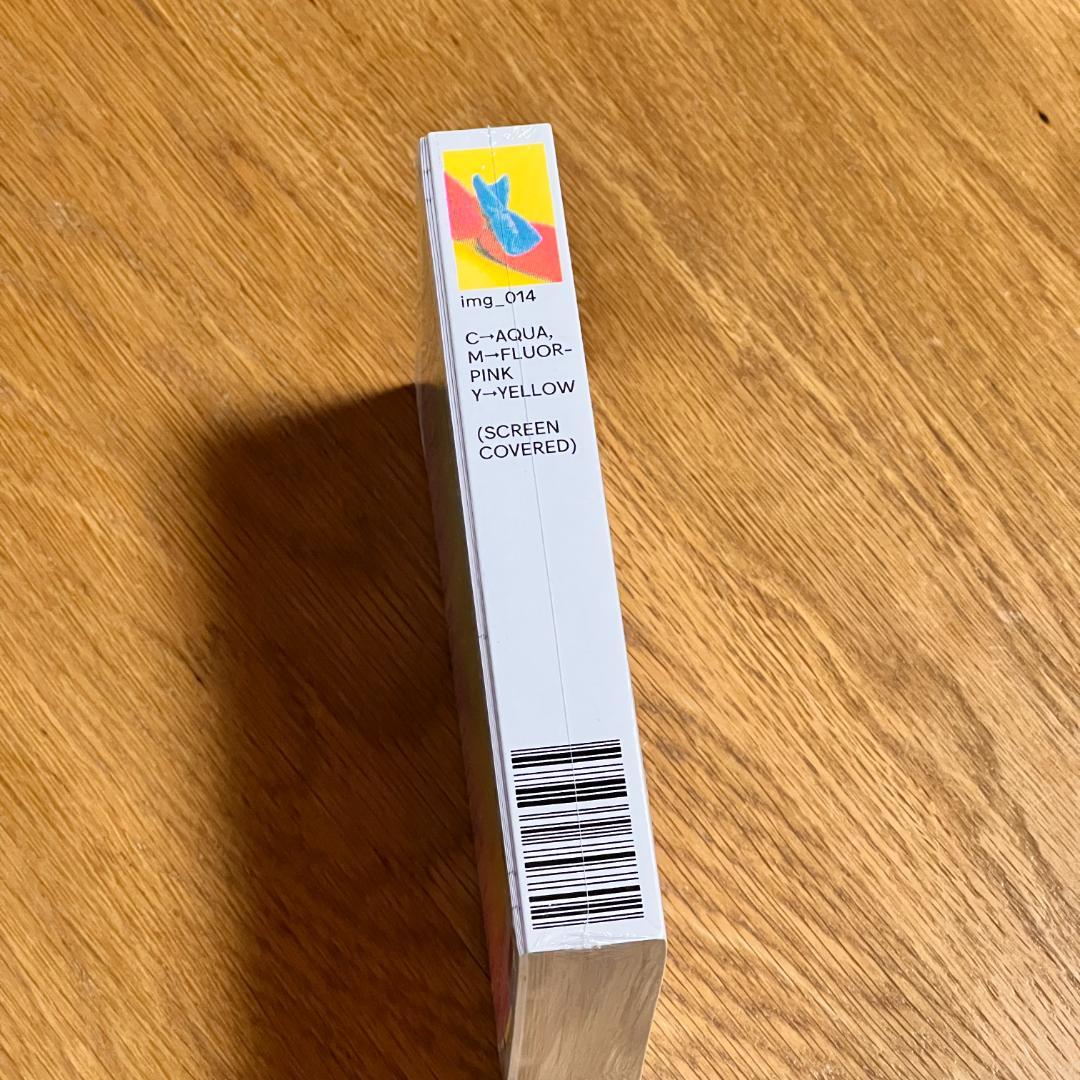 img_014
C→AQUA,
M→FLUOR-
PINK
Y→YELLOW
(SCREEN
COVERED)